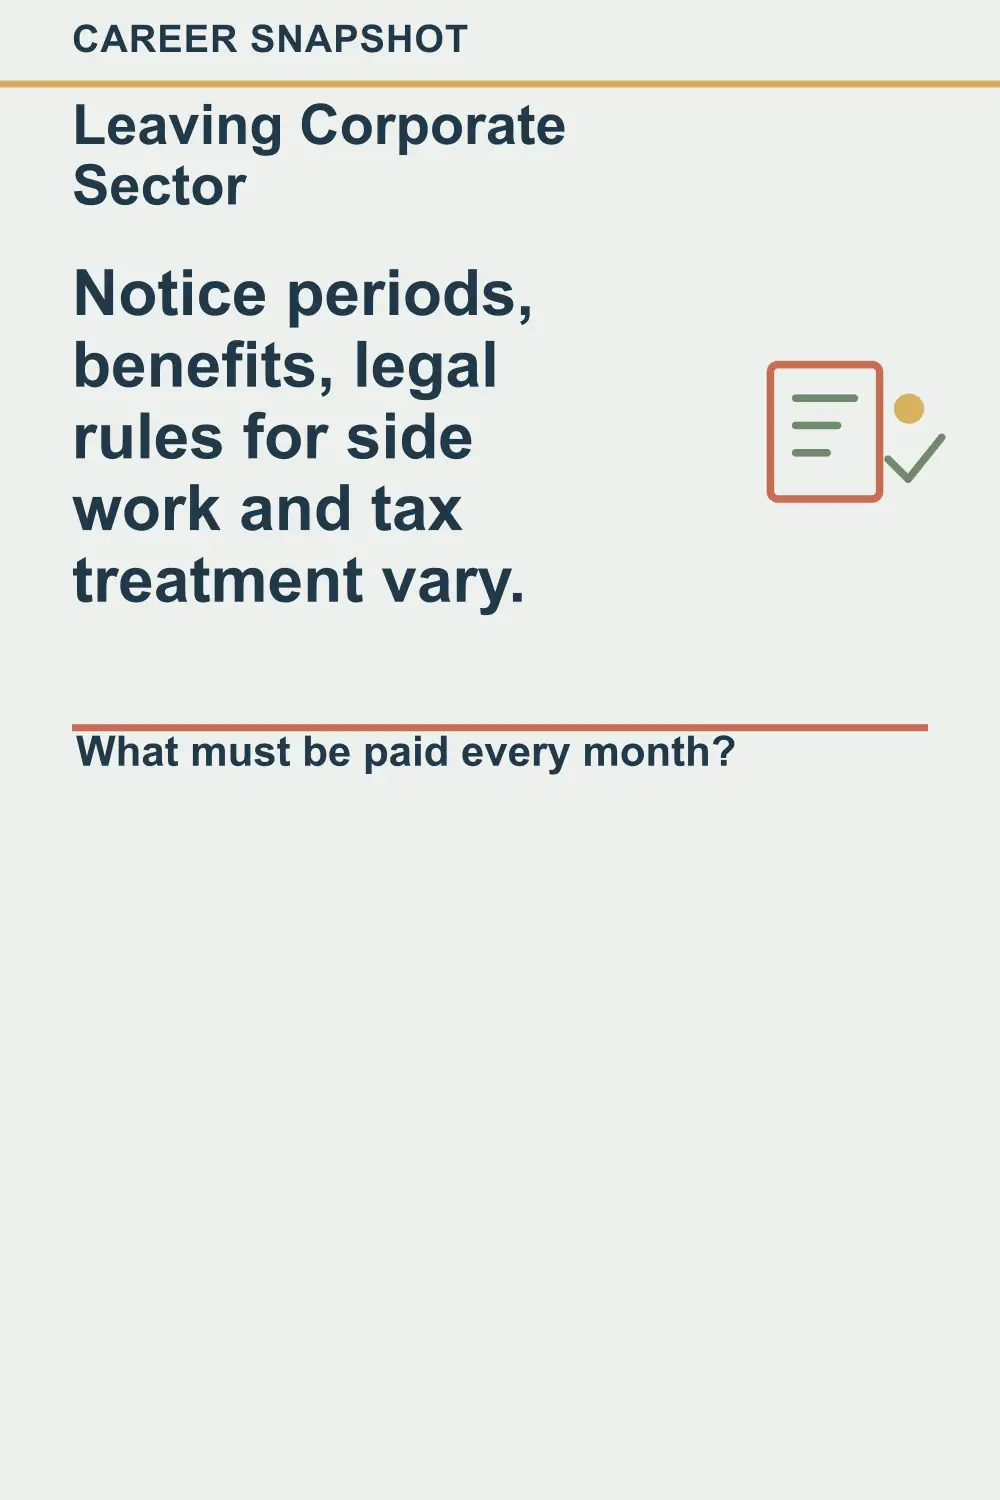 CAREER SNAPSHOT
Leaving Corporate
Sector
Notice periods,
benefits, legal
rules for side
work and tax
treatment vary.
What must be paid every month?